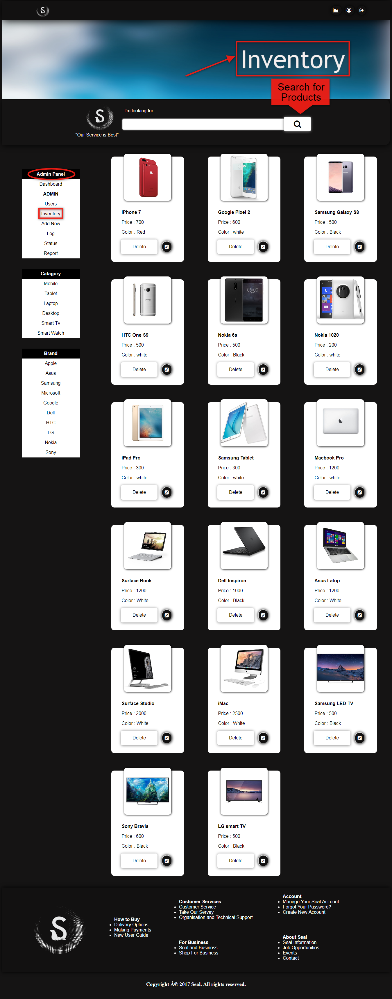 S
Inventory
Search for
Products
I'm looking for ...
"Our Service is Best"
Admin Panel
Dashboard
ADMIN
Users
Inventory
Add New
Log
Status
Report
Catagory
Mobile
Tablet
Laptop
Desktop
Smart Tv
Smart Watch
Brand
Apple
Asus
Samsung
Microsoft
Google
Dell
HTC
LG
Nokia
Sony
iPhone 7
Price : 700
Color : Red
Delete
Google Pixel 2
Price : 600
Color : white
Delete
Samsung Galaxy S8
Price : 500
Color : Black
Delete
HTC One S9
Price : 500
Color : white
Delete
Nokia 6s
Price : 500
Color : Black
Delete
Nokia 1020
Price : 200
Color : white
Delete
iPad Pro
Price : 300
Color : white
Delete
Samsung Tablet
Price : 300
Color : white
Delete
Macbook Pro
Price : 1200
Color : white
Delete
Surface Book
Price : 1200
Color : White
Delete
Dell Inspiron
Price : 1000
Color : Black
Delete
Asus Latop
Price : 1200
Color : White
Delete
Surface Studio
Price : 2000
Color : White
Delete
iMac
Price : 2500
Color : White
Delete
Samsung LED TV
Price : 500
Color : Black
Delete
Sony Bravia
Price : 600
Color : Black
Delete
LG smart TV
Price : 500
Color : Black
Delete
How to Buy
Delivery Options
Making Payments
New User Guide
Customer Services
Customer Service
Take Our Servey
Organisation and Technical Support
For Business
Seal and Business
Shop For Business
Account
Manage Your Seal Account
Forgot Your Password?
Create New Account
About Seal
Seal Information
Job Opportunities
Events
Contact
Copyright Â© 2017 Seal. All rights reserved.